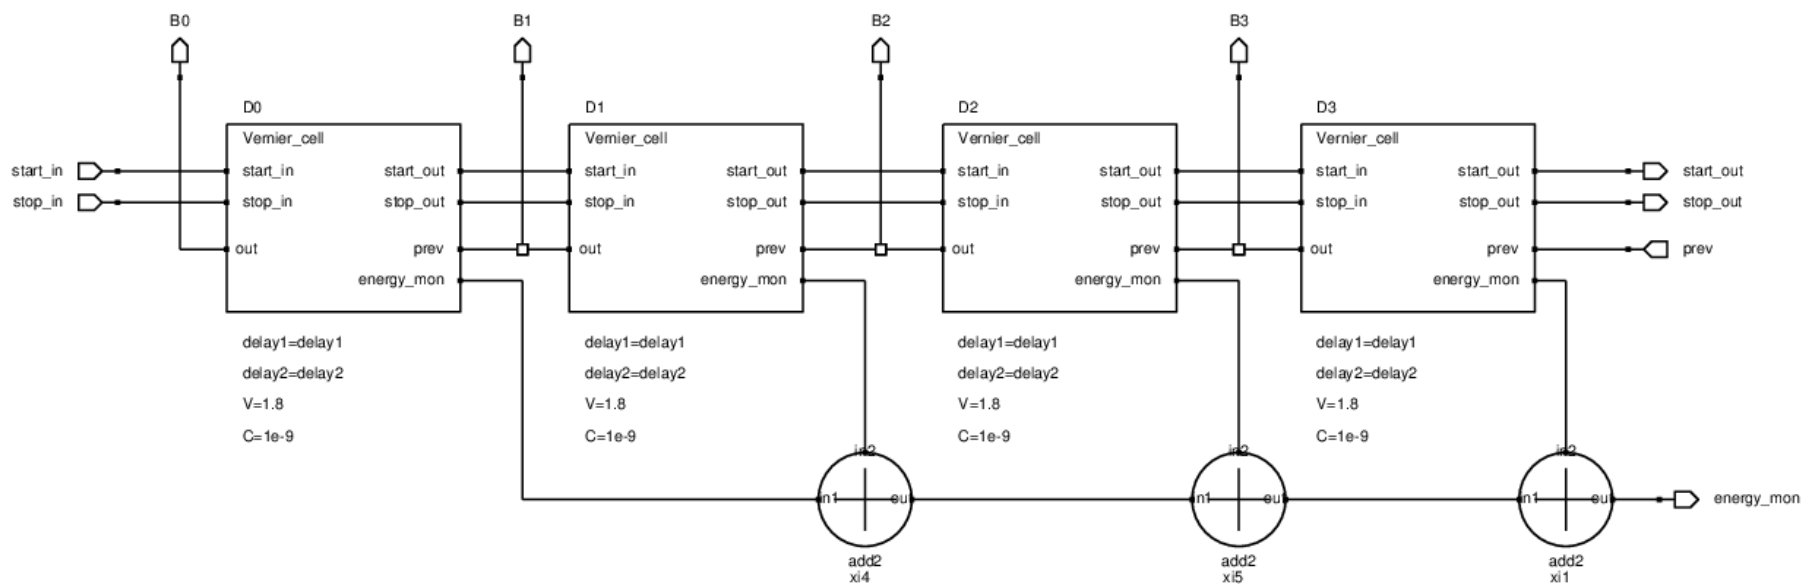 B0 B1 B2 B3
D0 D1 D2 D3
Vernier_cell Vernier_cell Vernier_cell Vernier_cell
start_in start_in start_out start_in start_out start_in start_out start_in start_out start_out
stop_in stop_in stop_out stop_in stop_out stop_in stop_out stop_in stop_out stop_out
out prev out prev out prev out prev prev
energy_mon energy_mon energy_mon energy_mon
delay1=delay1 delay1=delay1 delay1=delay1 delay1=delay1
delay2=delay2 delay2=delay2 delay2=delay2 delay2=delay2
V=1.8 V=1.8 V=1.8 V=1.8
C=1e-9 C=1e-9 C=1e-9 C=1e-9
in2 in2 in2
in1 out in1 out in1 out energy_mon
add2 add2 add2
xi4 xi5 xi1